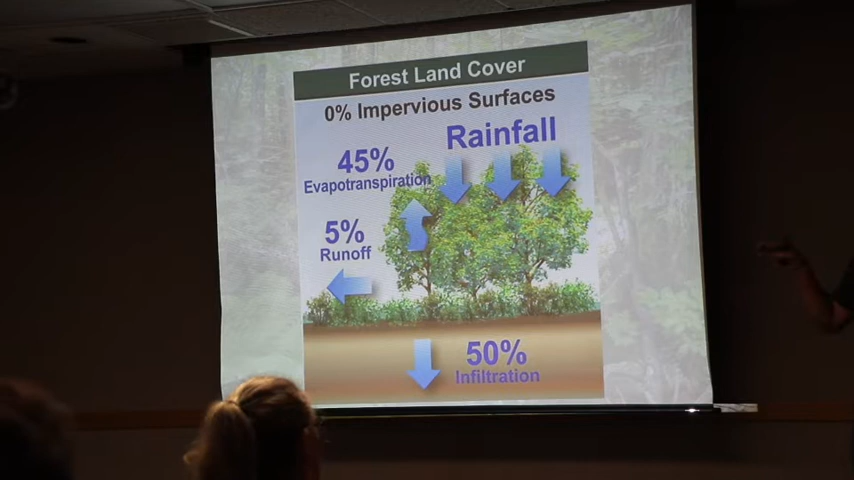 Forest Land Cover
0% Impervious Surfaces
Rainfall
45%
Evapotranspiration
5%
Runoff
50%
Infiltration